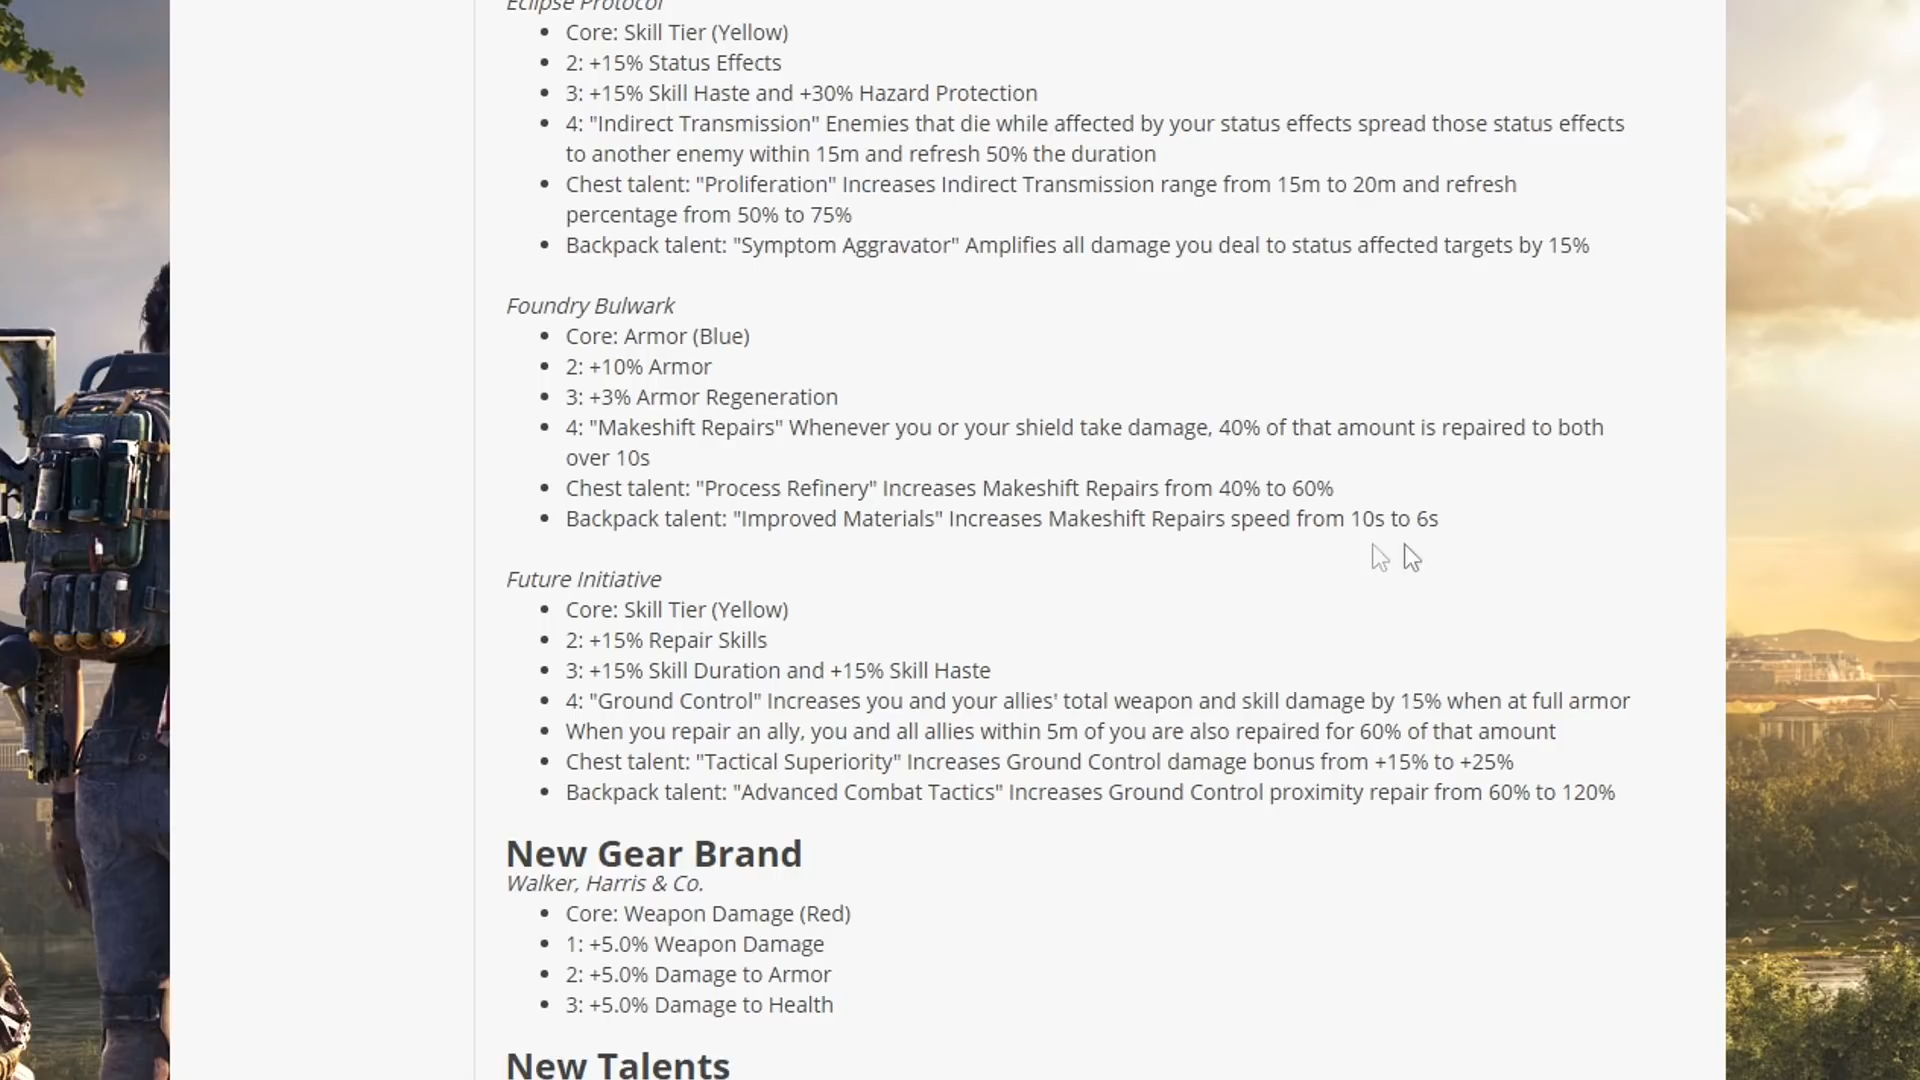 Eclipse Protocol
• Core: Skill Tier (Yellow)
• 2: +15% Status Effects
• 3: +15% Skill Haste and +30% Hazard Protection
• 4: "Indirect Transmission" Enemies that die while affected by your status effects spread those status effects
to another enemy within 15m and refresh 50% the duration
• Chest talent: "Proliferation" Increases Indirect Transmission range from 15m to 20m and refresh
percentage from 50% to 75%
• Backpack talent: "Symptom Aggravator" Amplifies all damage you deal to status affected targets by 15%
Foundry Bulwark
• Core: Armor (Blue)
• 2: +10% Armor
• 3: +3% Armor Regeneration
• 4: "Makeshift Repairs" Whenever you or your shield take damage, 40% of that amount is repaired to both
over 10s
• Chest talent: "Process Refinery" Increases Makeshift Repairs from 40% to 60%
• Backpack talent: "Improved Materials" Increases Makeshift Repairs speed from 10s to 6s
Future Initiative
• Core: Skill Tier (Yellow)
• 2: +15% Repair Skills
• 3: +15% Skill Duration and +15% Skill Haste
• 4: "Ground Control" Increases you and your allies' total weapon and skill damage by 15% when at full armor
• When you repair an ally, you and all allies within 5m of you are also repaired for 60% of that amount
• Chest talent: "Tactical Superiority" Increases Ground Control damage bonus from +15% to +25%
• Backpack talent: "Advanced Combat Tactics" Increases Ground Control proximity repair from 60% to 120%
New Gear Brand
Walker, Harris & Co.
• Core: Weapon Damage (Red)
• 1: +5.0% Weapon Damage
• 2: +5.0% Damage to Armor
• 3: +5.0% Damage to Health
New Talents